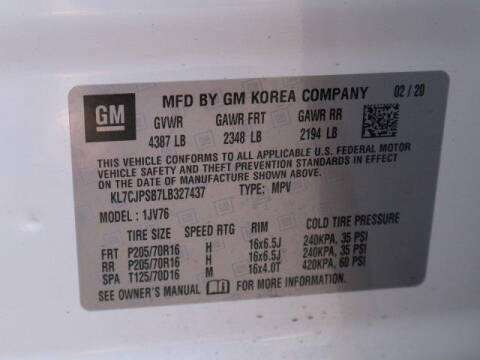 GM MFD BY GM KOREA COMPANY 02/20
GVWR GAWR FRT GAWR RR
4387 LB 2348 LB 2194 LB
THIS VEHICLE CONFORMS TO ALL APPLICABLE U.S. FEDERAL MOTOR
VEHICLE SAFETY AND THEFT PREVENTION STANDARDS IN EFFECT ON
THE DATE OF MANUFACTURE SHOWN ABOVE.
KL7CJPSB7LB327437 TYPE: MPV
MODEL: 1JV76
TIRE SIZE SPEED RTG RIM COLD TIRE PRESSURE
FRT P205/70R16 H 16x6.5J 240KPA, 35 PSI
RR P205/70R16 H 16x6.5J 240KPA, 35 PSI
SPA T125/70D16 M 16x4.0T 420KPA, 60 PSI
SEE OWNER'S MANUAL FOR MORE INFORMATION.